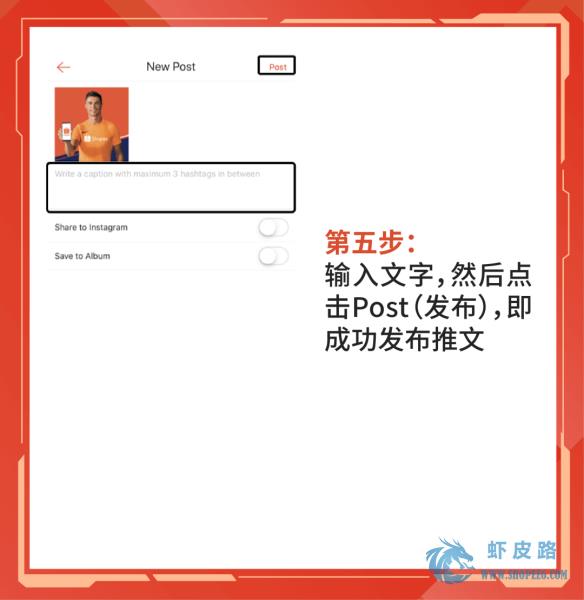 New Post
Post
Shopee
Write a caption with maximum 3 hashtags in between
Share to Instagram
Save to Album
第五步：
输入文字，然后点
击Post（发布），即
成功发布推文
虾皮路
WWW.SHOPEE6.COM